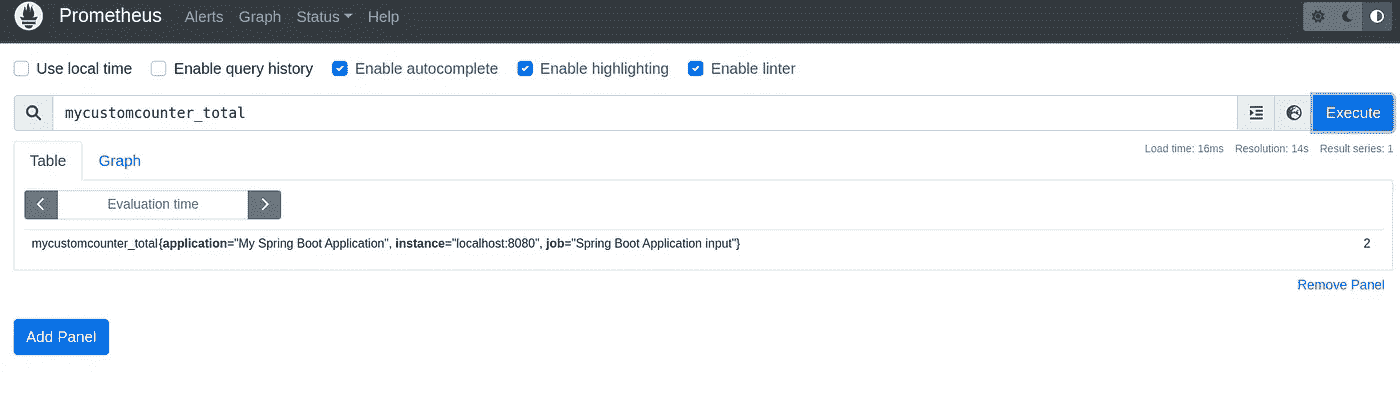 Prometheus Alerts Graph Status Help
Use local time Enable query history Enable autocomplete Enable highlighting Enable linter
mycustomcounter_total Execute
Table Graph Load time: 16ms Resolution: 14s Result series: 1
Evaluation time
mycustomcounter_total{application="My Spring Boot Application", instance="localhost:8080", job="Spring Boot Application input"} 2
Remove Panel
Add Panel